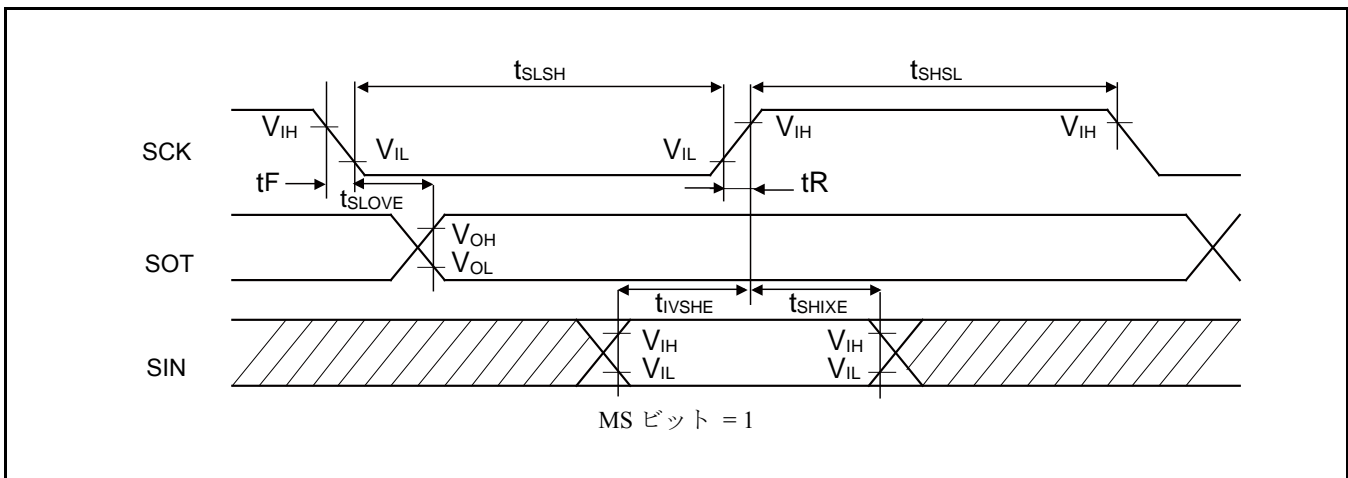 tSLSH
tSHSL
SCK
VIH
VIL
VIL
VIH
VIH
tF
tR
tSLOVE
SOT
VOH
VOL
tIVSHE
tSHIXE
SIN
VIH
VIL
VIH
VIL
MS ビット = 1